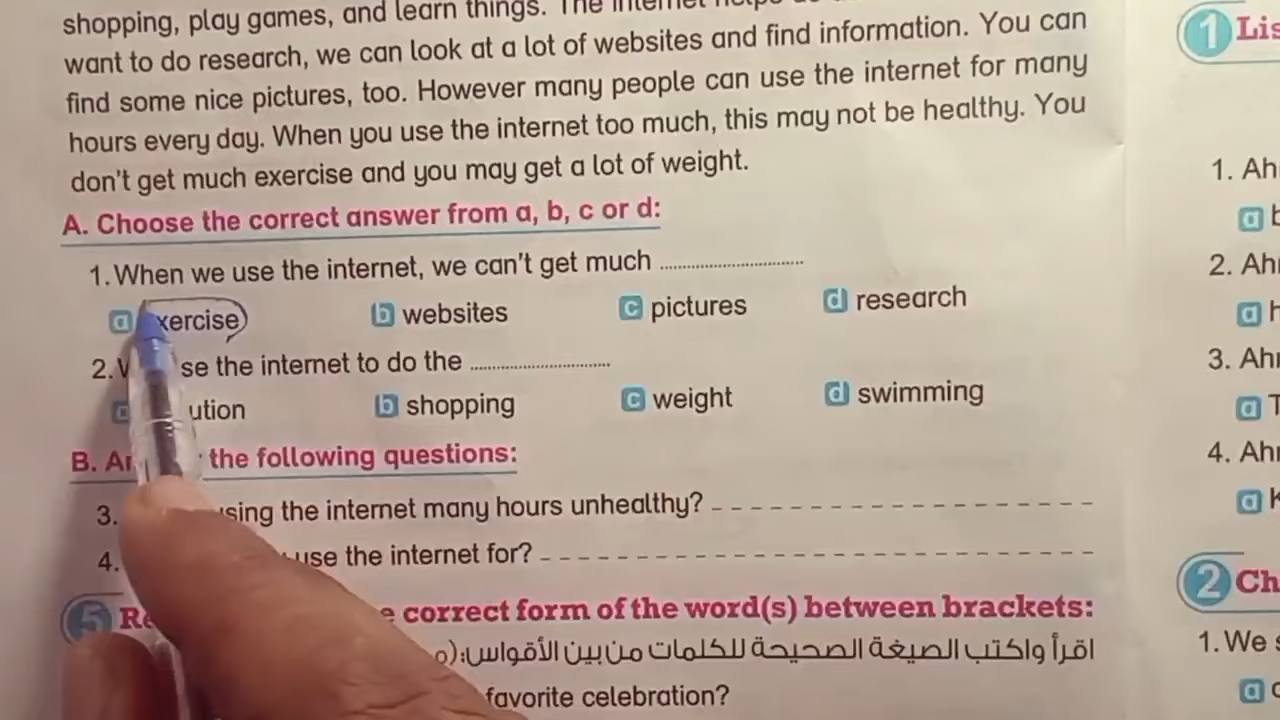 shopping, play games, and learn things. The internet helps
want to do research, we can look at a lot of websites and find information. You can
find some nice pictures, too. However many people can use the internet for many
hours every day. When you use the internet too much, this may not be healthy. You
don't get much exercise and you may get a lot of weight.
A. Choose the correct answer from a, b, c or d:
1. When we use the internet, we can't get much ..............................
a xercise b websites c pictures d research
2. se the internet to do the ..............................
ution b shopping c weight d swimming
B. the following questions:
3. sing the internet many hours unhealthy?
4. use the internet for?
5 correct form of the word(s) between brackets:
اقرأ واكتب الصيغة الصحيحة للكلمات من بين الأقواس:
favorite celebration?
1
1. Ah
a
2. Ah
a h
3. Ah
a T
4. Ah
a K
2 Ch
1. We
a